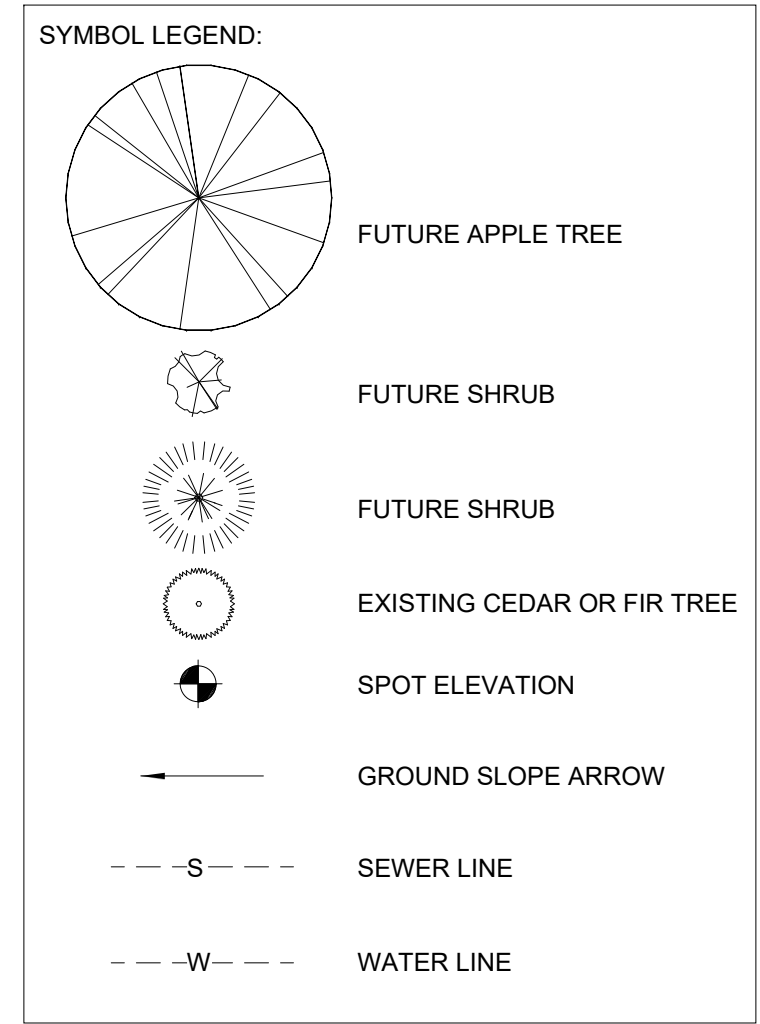 SYMBOL LEGEND:
FUTURE APPLE TREE
FUTURE SHRUB
FUTURE SHRUB
EXISTING CEDAR OR FIR TREE
SPOT ELEVATION
GROUND SLOPE ARROW
S SEWER LINE
W WATER LINE